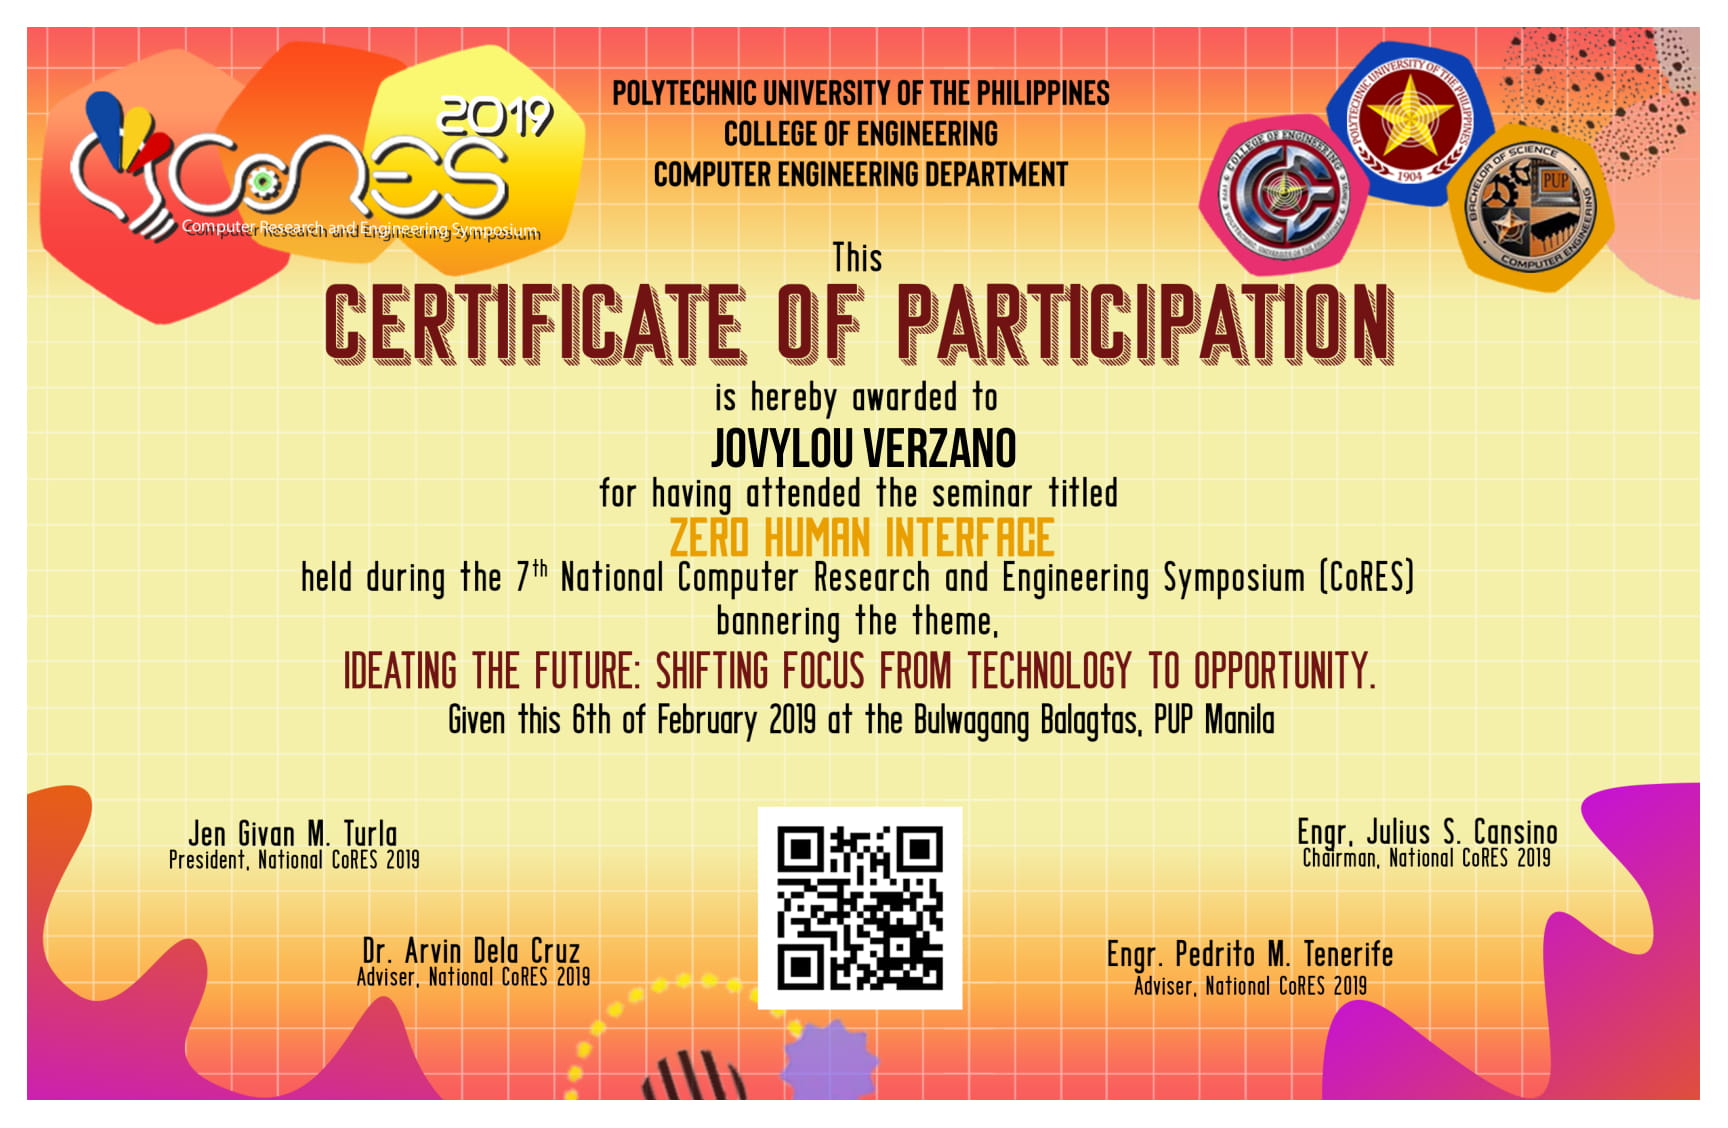 2019
CoRES
Computer Research and Engineering Symposium
POLYTECHNIC UNIVERSITY OF THE PHILIPPINES
COLLEGE OF ENGINEERING
COMPUTER ENGINEERING DEPARTMENT
POLYTECHNIC UNIVERSITY OF THE PHILIPPINES
1904
COLLEGE OF ENGINEERING
POLYTECHNIC UNIVERSITY OF THE PHILIPPINES
BACHELOR OF SCIENCE
PUP
COMPUTER ENGINEERING
This
CERTIFICATE OF PARTICIPATION
is hereby awarded to
JOVYLOU VERZANO
for having attended the seminar titled
ZERO HUMAN INTERFACE
held during the 7th National Computer Research and Engineering Symposium (CoRES)
bannering the theme,
IDEATING THE FUTURE: SHIFTING FOCUS FROM TECHNOLOGY TO OPPORTUNITY.
Given this 6th of February 2019 at the Bulwagang Balagtas, PUP Manila
Jen Givan M. Turla
President, National CoRES 2019
Engr, Julius S. Cansino
Chairman, National CoRES 2019
Dr. Arvin Dela Cruz
Adviser, National CoRES 2019
Engr. Pedrito M. Tenerife
Adviser, National CoRES 2019